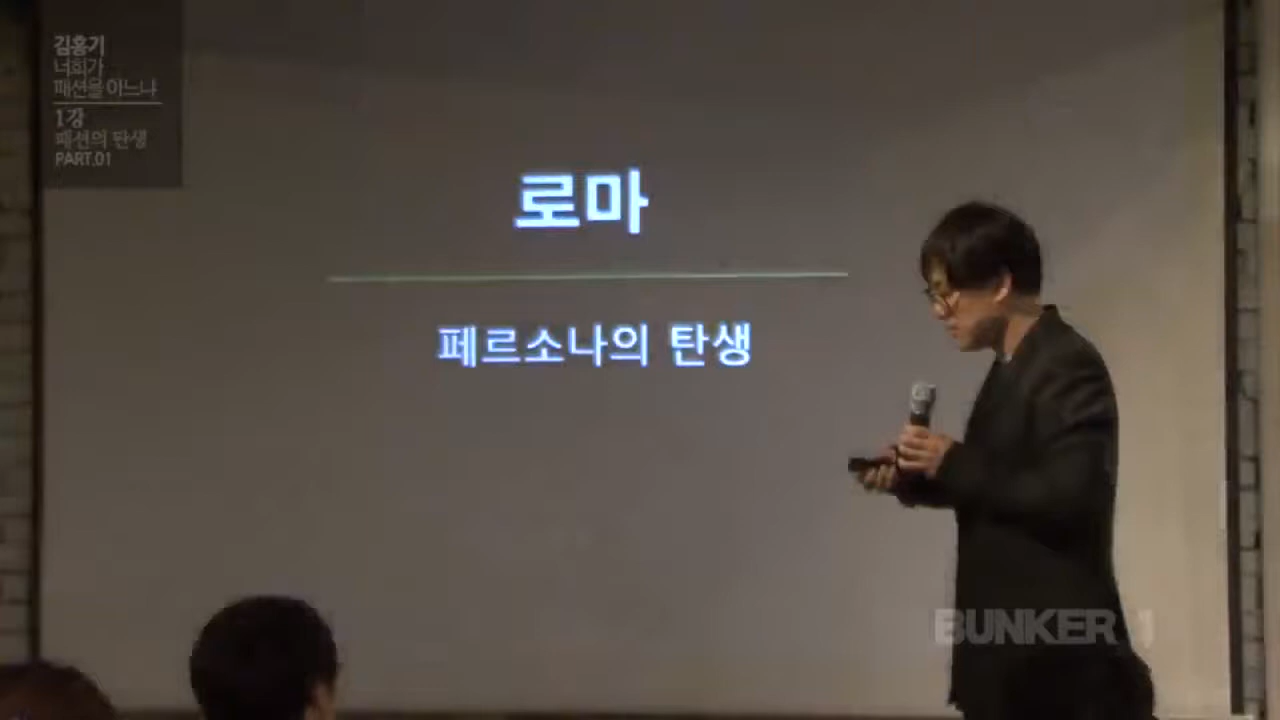 김홍기
너희가
패션을 아느냐
1강
패션의 탄생
PART.01
로마
페르소나의 탄생
BUNKER 1